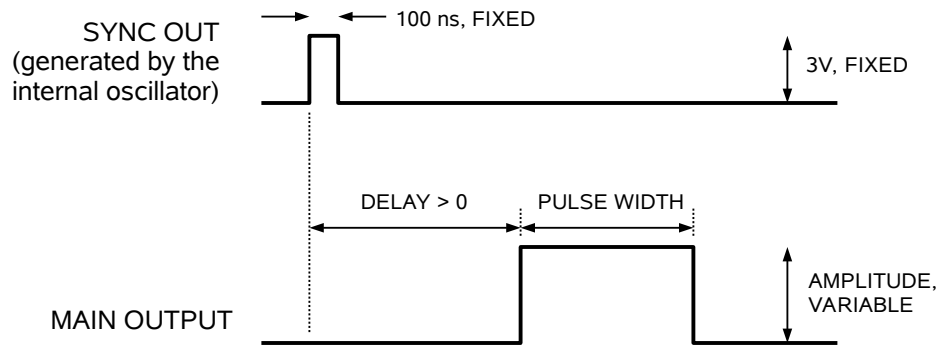 100 ns, FIXED
SYNC OUT
(generated by the
internal oscillator)
3V, FIXED
DELAY > 0
PULSE WIDTH
AMPLITUDE,
VARIABLE
MAIN OUTPUT